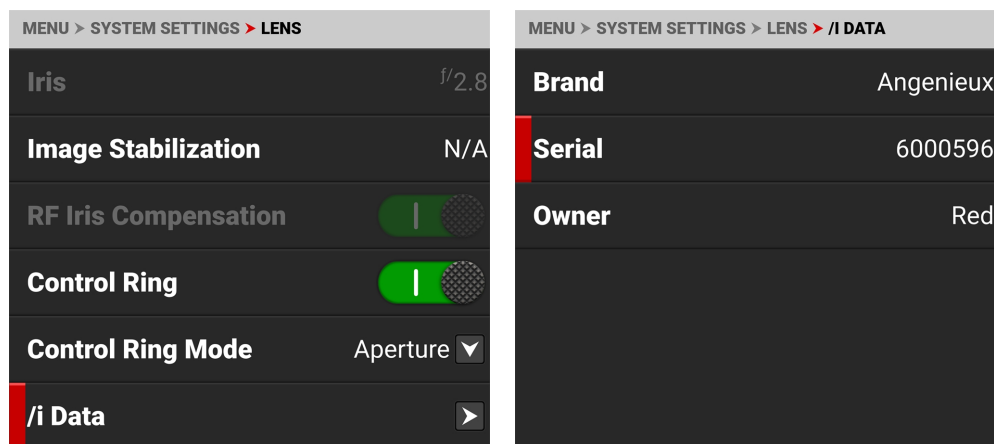 MENU > SYSTEM SETTINGS > LENS
Iris ƒ/2.8
Image Stabilization N/A
RF Iris Compensation
Control Ring
Control Ring Mode Aperture
/i Data
MENU > SYSTEM SETTINGS > LENS > /I DATA
Brand Angenieux
Serial 6000596
Owner Red